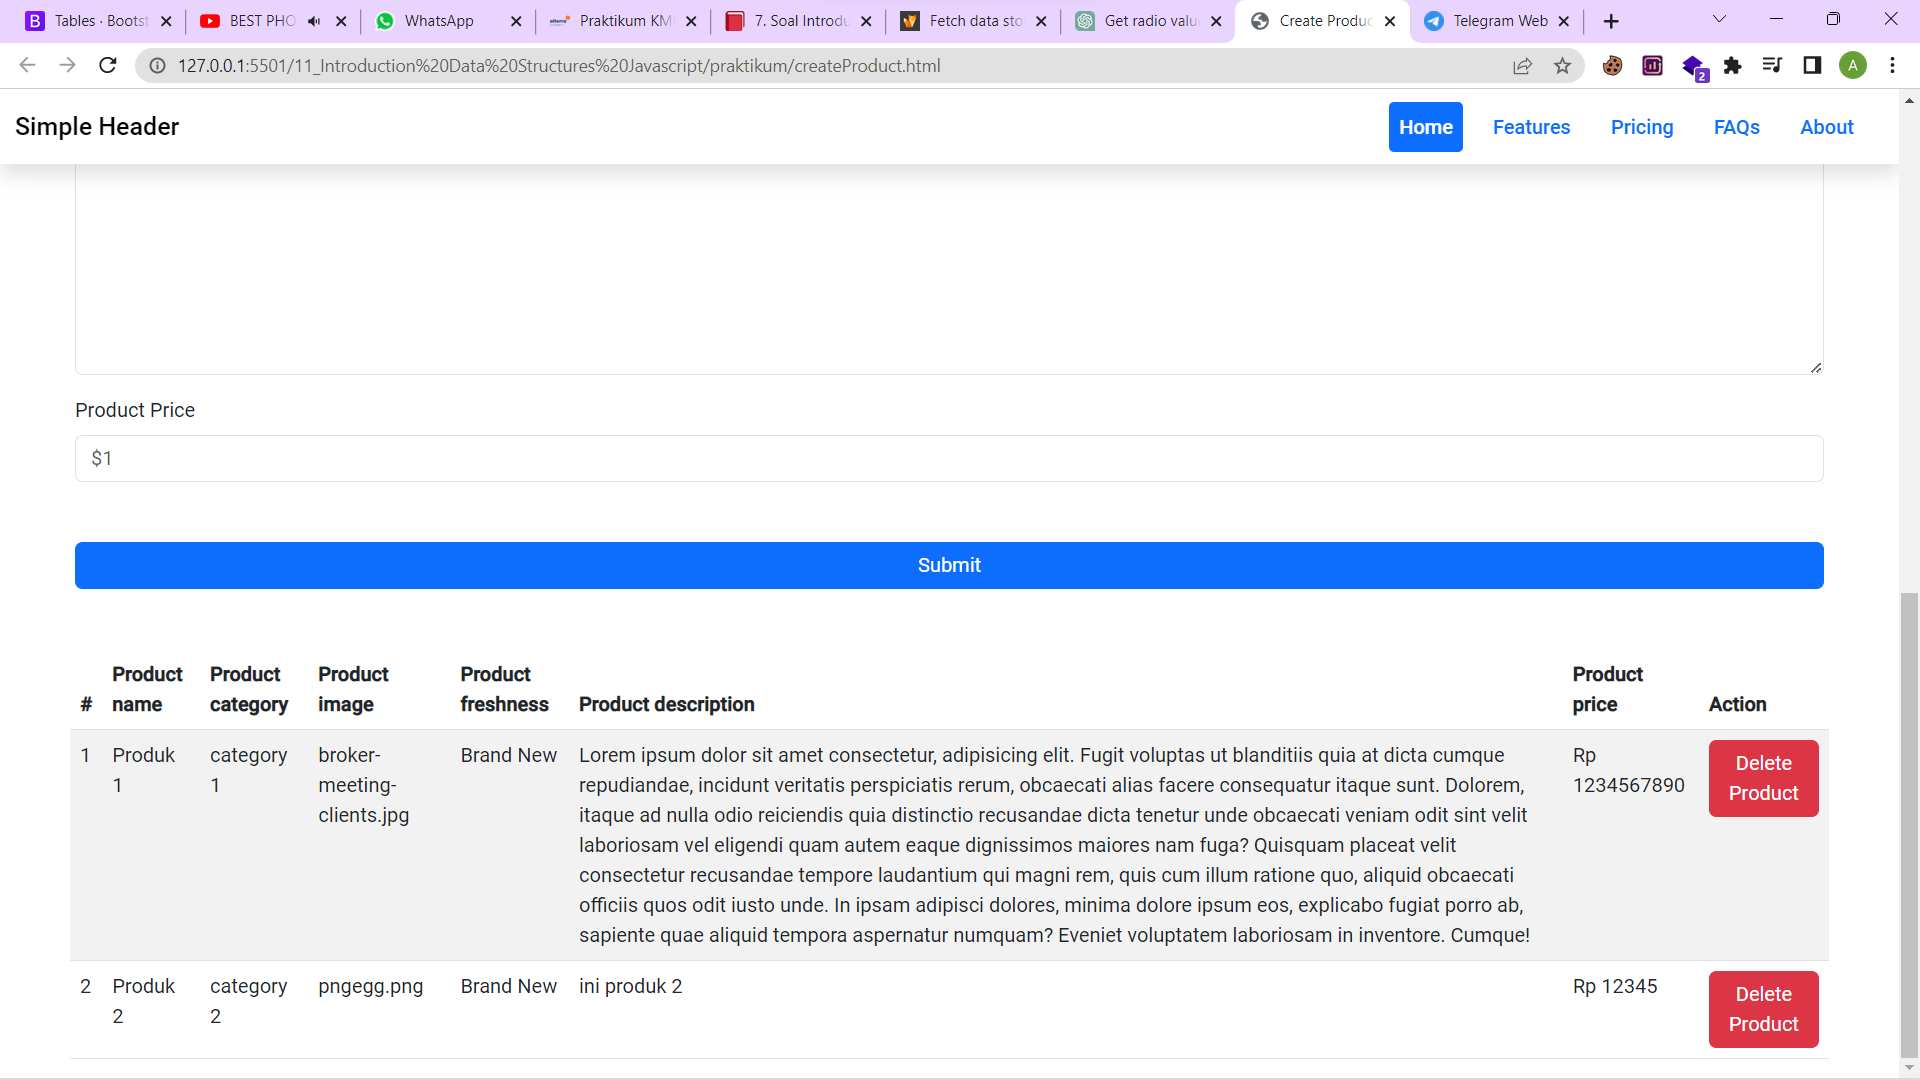 Tables · Bootst
BEST PHO
WhatsApp
Praktikum KM
7. Soal Introdu
Fetch data sto
Get radio valu
Create Produc
Telegram Web
127.0.0.1:5501/11_Introduction%20Data%20Structures%20Javascript/praktikum/createProduct.html
2
A
Simple Header
Home Features Pricing FAQs About
Product Price
$1
Submit
# Product name Product category Product image Product freshness Product description Product price Action
1 Produk 1 category 1 broker-meeting-clients.jpg Brand New
Lorem ipsum dolor sit amet consectetur, adipisicing elit. Fugit voluptas ut blanditiis quia at dicta cumque
repudiandae, incidunt veritatis perspiciatis rerum, obcaecati alias facere consequatur itaque sunt. Dolorem,
itaque ad nulla odio reiciendis quia distinctio recusandae dicta tenetur unde obcaecati veniam odit sint velit
laboriosam vel eligendi quam autem eaque dignissimos maiores nam fuga? Quisquam placeat velit
consectetur recusandae tempore laudantium qui magni rem, quis cum illum ratione quo, aliquid obcaecati
officiis quos odit iusto unde. In ipsam adipisci dolores, minima dolore ipsum eos, explicabo fugiat porro ab,
sapiente quae aliquid tempora aspernatur numquam? Eveniet voluptatem laboriosam in inventore. Cumque!
Rp 1234567890
Delete Product
2 Produk 2 category 2 pngegg.png Brand New ini produk 2 Rp 12345
Delete Product